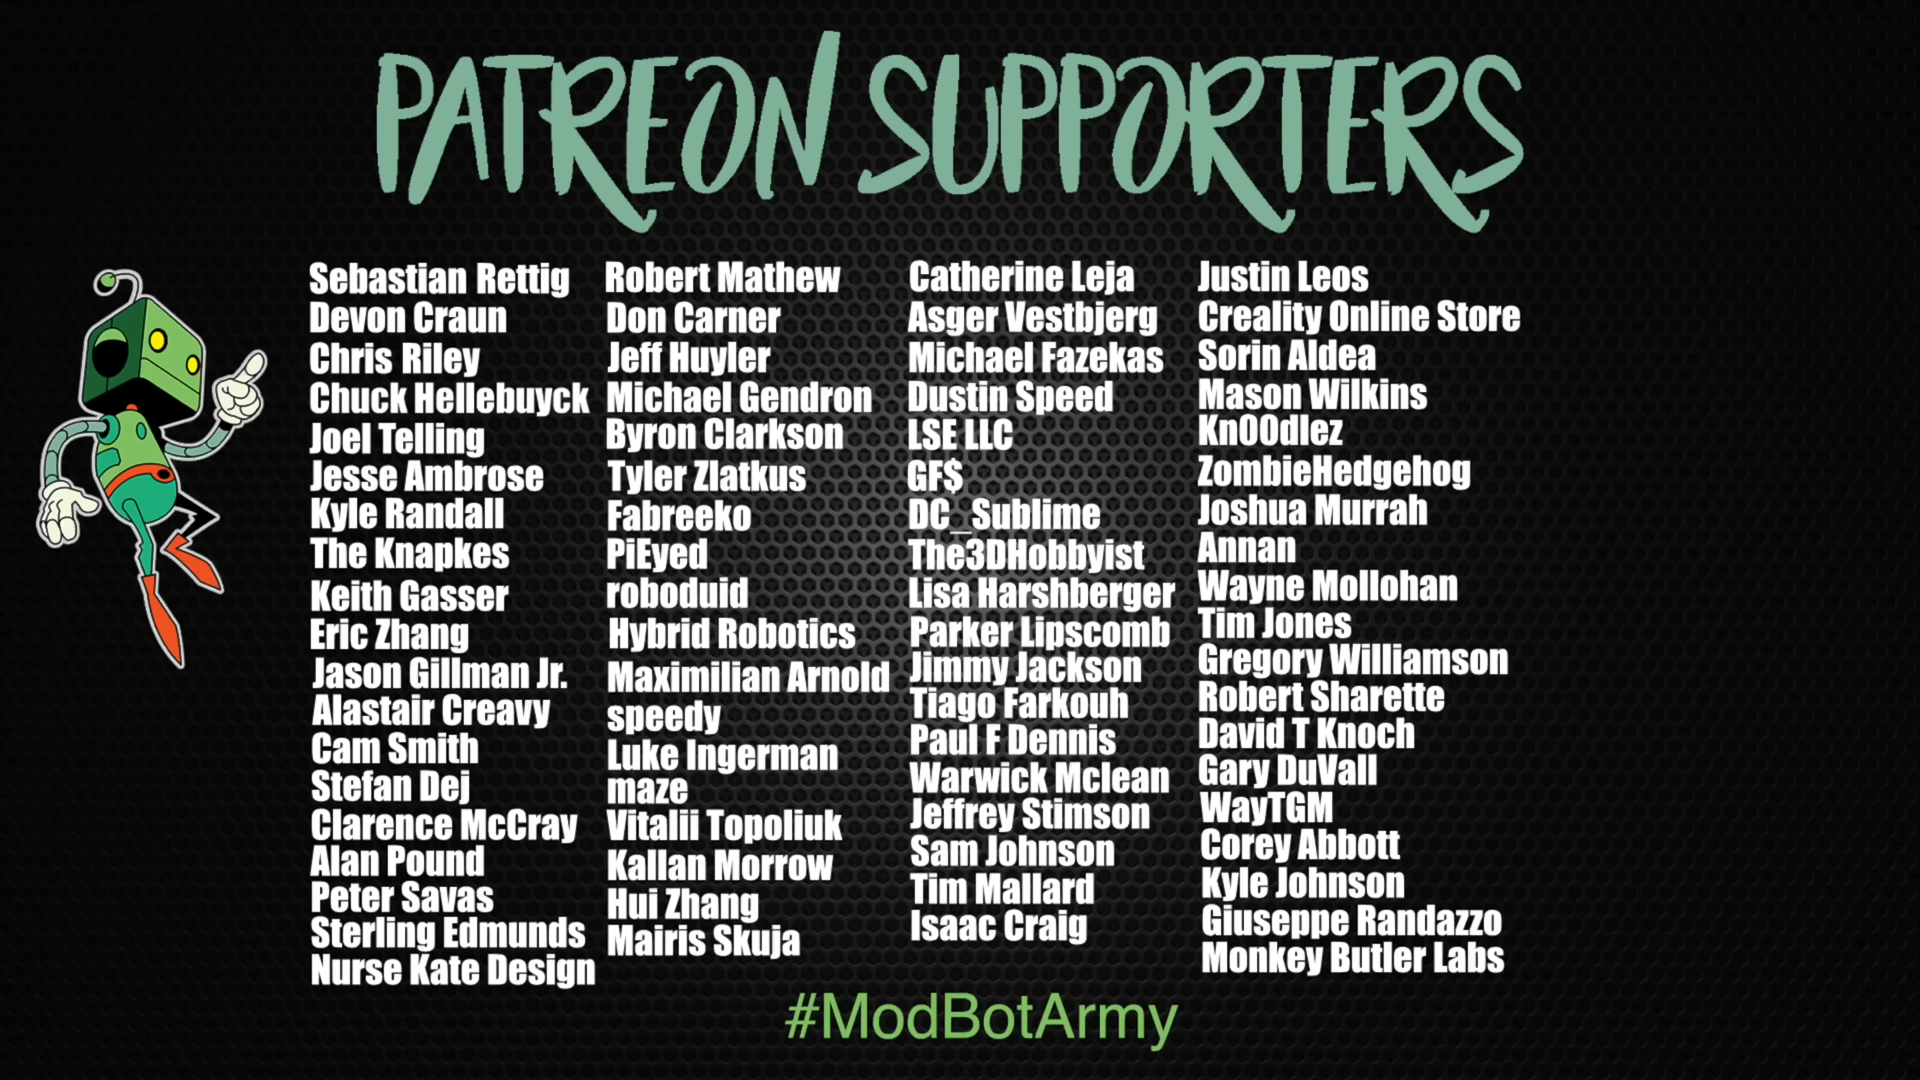 PATREON SUPPORTERS
Sebastian Rettig
Devon Craun
Chris Riley
Chuck Hellebuyck
Joel Telling
Jesse Ambrose
Kyle Randall
The Knapkes
Keith Gasser
Eric Zhang
Jason Gillman Jr.
Alastair Creavy
Cam Smith
Stefan Dej
Clarence McCray
Alan Pound
Peter Savas
Sterling Edmunds
Nurse Kate Design
Robert Mathew
Don Carner
Jeff Huyler
Michael Gendron
Byron Clarkson
Tyler Zlatkus
Fabreeko
PiEyed
roboduid
Hybrid Robotics
Maximilian Arnold
speedy
Luke Ingerman
maze
Vitalii Topoliuk
Kallan Morrow
Hui Zhang
Mairis Skuja
Catherine Leja
Asger Vestbjerg
Michael Fazekas
Dustin Speed
LSE LLC
GF$
DC_Sublime
The3DHobbyist
Lisa Harshberger
Parker Lipscomb
Jimmy Jackson
Tiago Farkouh
Paul F Dennis
Warwick Mclean
Jeffrey Stimson
Sam Johnson
Tim Mallard
Isaac Craig
Justin Leos
Creality Online Store
Sorin Aldea
Mason Wilkins
Kn00dlez
ZombieHedgehog
Joshua Murrah
Annan
Wayne Mollohan
Tim Jones
Gregory Williamson
Robert Sharette
David T Knoch
Gary DuVall
WayTGM
Corey Abbott
Kyle Johnson
Giuseppe Randazzo
Monkey Butler Labs
#ModBotArmy